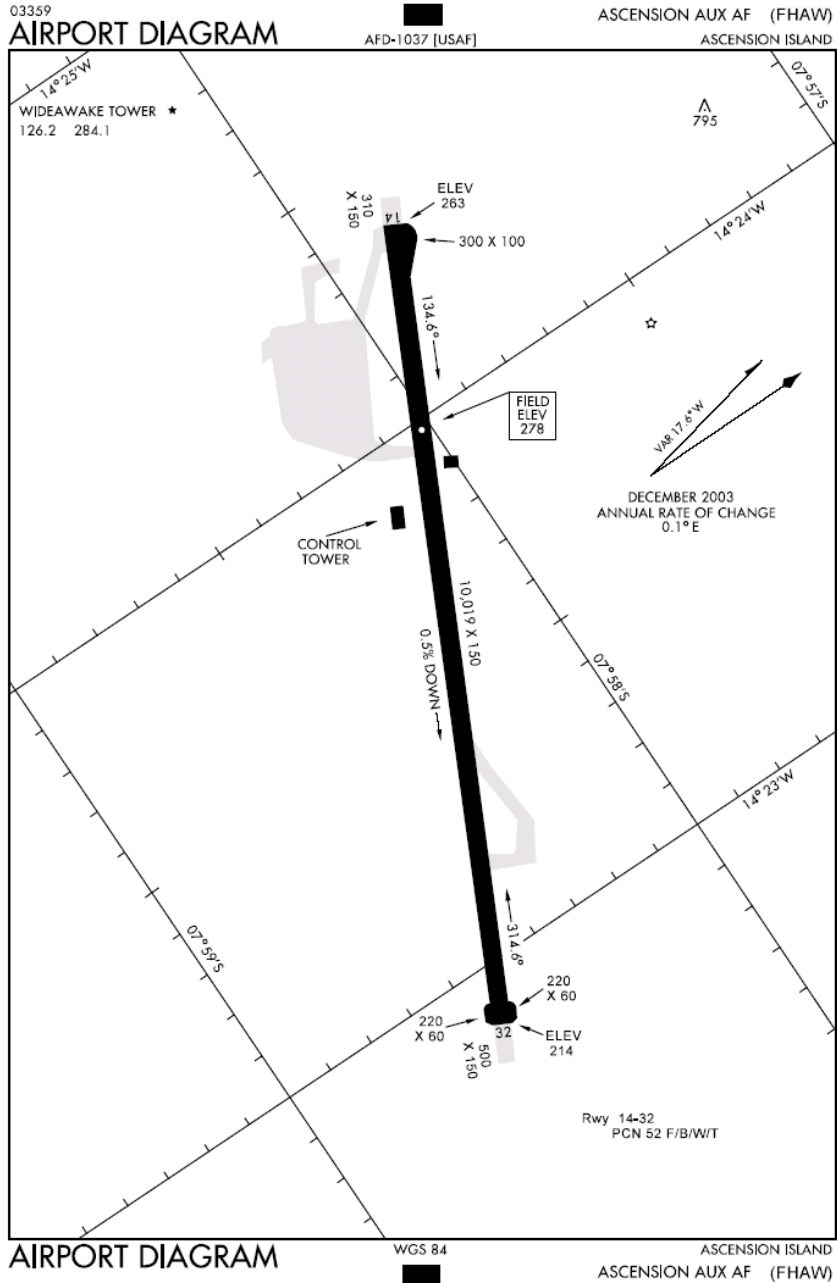 03359
AIRPORT DIAGRAM
AFD-1037 [USAF]
ASCENSION AUX AF (FHAW)
ASCENSION ISLAND
14°25'W
07°57'S
WIDEAWAKE TOWER ★
126.2 284.1
795
310
X 150
14
ELEV
263
300 X 100
14°24'W
134.6°
FIELD
ELEV
278
VAR 17.6°W
DECEMBER 2003
ANNUAL RATE OF CHANGE
0.1°E
CONTROL
TOWER
10,019 X 150
0.5% DOWN
07°58'S
14°23'W
07°59'S
314.6°
220
X 60
220
X 60
32
ELEV
214
500
X 150
Rwy 14-32
PCN 52 F/B/W/T
AIRPORT DIAGRAM
WGS 84
ASCENSION ISLAND
ASCENSION AUX AF (FHAW)